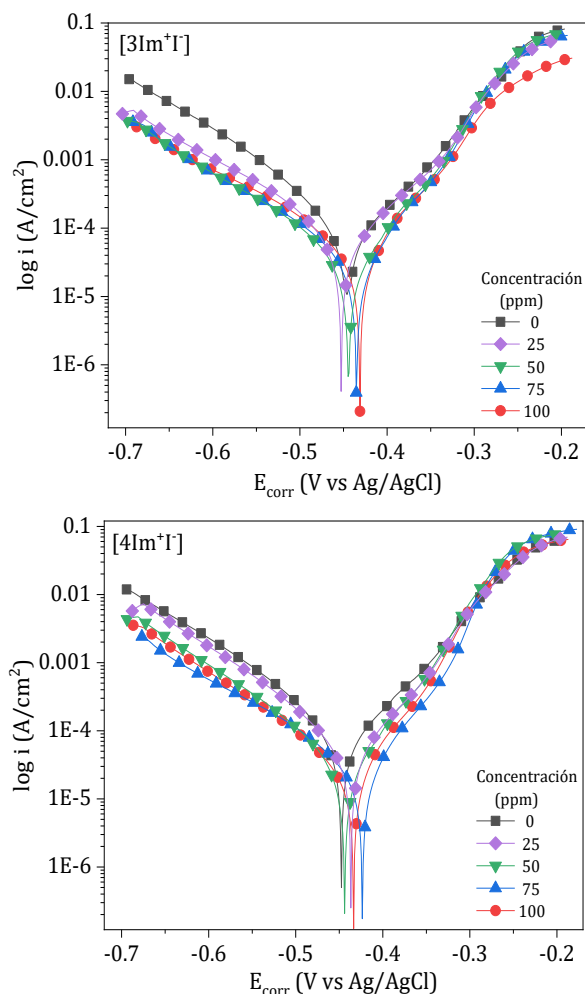 [3Im⁺I⁻]
0.1
0.01
0.001
1E-4
1E-5
1E-6
log i (A/cm²)
Concentración
(ppm)
0
25
50
75
100
-0.7 -0.6 -0.5 -0.4 -0.3 -0.2
E_corr (V vs Ag/AgCl)
[4Im⁺I⁻]
0.1
0.01
0.001
1E-4
1E-5
1E-6
log i (A/cm²)
Concentración
(ppm)
0
25
50
75
100
-0.7 -0.6 -0.5 -0.4 -0.3 -0.2
E_corr (V vs Ag/AgCl)